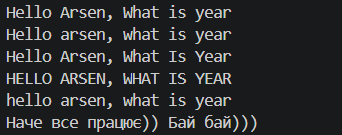 Hello Arsen, What is year
Hello arsen, what is year
Hello Arsen, What Is Year
HELLO ARSEN, WHAT IS YEAR
hello arsen, what is year
Наче все працює)) Бай бай)))